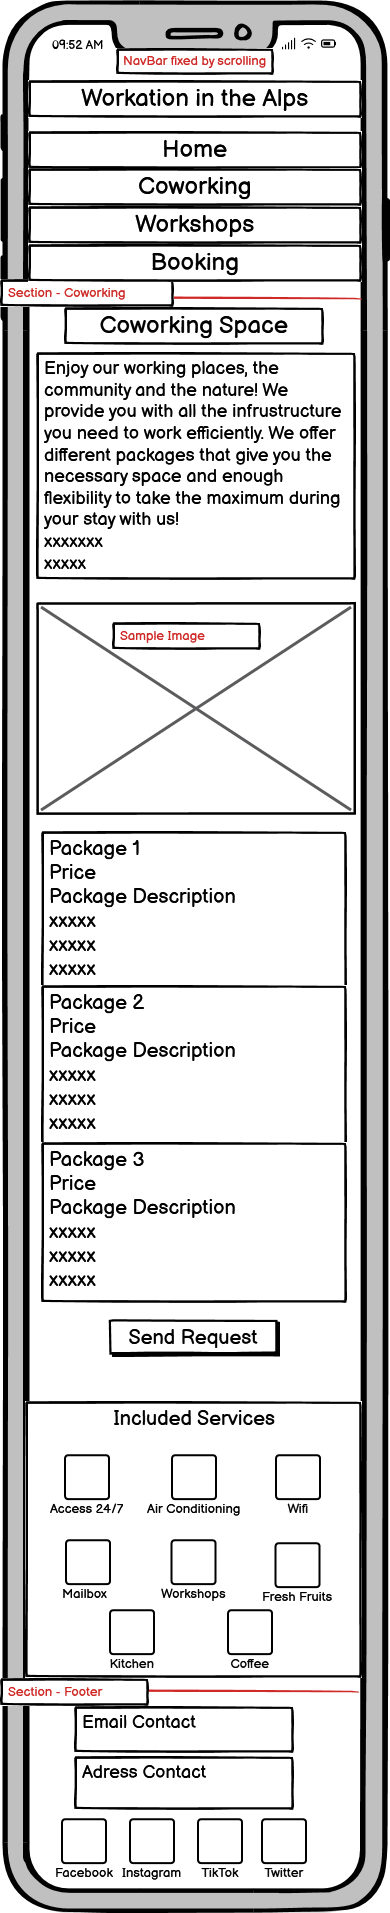 09:52 AM
NavBar fixed by scrolling
Workation in the Alps
Home
Coworking
Workshops
Booking
Section - Coworking
Coworking Space
Enjoy our working places, the
community and the nature! We
provide you with all the infrustructure
you need to work efficiently. We offer
different packages that give you the
necessary space and enough
flexibility to take the maximum during
your stay with us!
xxxxxxx
xxxxx
Sample Image
Package 1
Price
Package Description
xxxxx
xxxxx
xxxxx
Package 2
Price
Package Description
xxxxx
xxxxx
xxxxx
Package 3
Price
Package Description
xxxxx
xxxxx
xxxxx
Send Request
Included Services
Access 24/7 Air Conditioning Wifi
Mailbox Workshops Fresh Fruits
Kitchen Coffee
Section - Footer
Email Contact
Adress Contact
Facebook Instagram TikTok Twitter